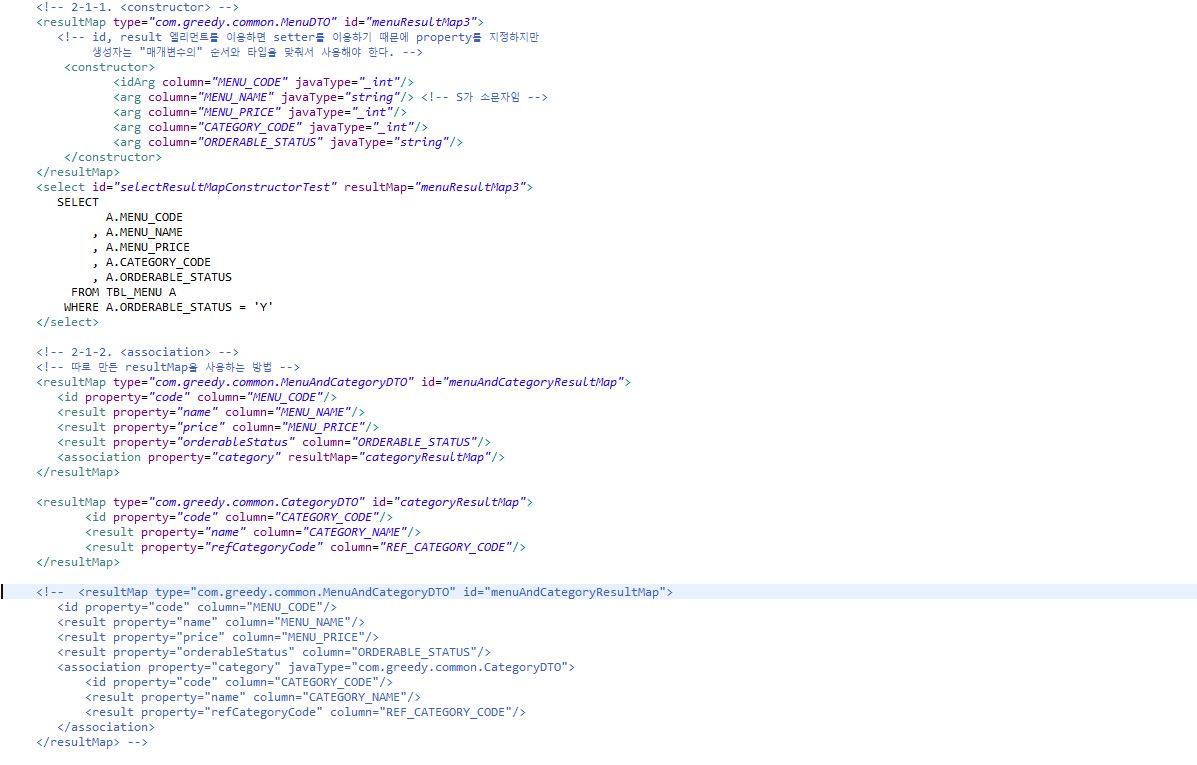 <!-- 2-1-1. <constructor> -->
<resultMap type="com.greedy.common.MenuDTO" id="menuResultMap3">
<!-- id, result 엘리먼트를 이용하면 setter를 이용하기 때문에 property를 지정하지만
생성자는 "매개변수의" 순서와 타입을 맞춰서 사용해야 한다. -->
<constructor>
<idArg column="MENU_CODE" javaType="_int"/>
<arg column="MENU_NAME" javaType="string"/> <!-- S가 소문자임 -->
<arg column="MENU_PRICE" javaType="_int"/>
<arg column="CATEGORY_CODE" javaType="_int"/>
<arg column="ORDERABLE_STATUS" javaType="string"/>
</constructor>
</resultMap>
<select id="selectResultMapConstructorTest" resultMap="menuResultMap3">
SELECT
A.MENU_CODE
, A.MENU_NAME
, A.MENU_PRICE
, A.CATEGORY_CODE
, A.ORDERABLE_STATUS
FROM TBL_MENU A
WHERE A.ORDERABLE_STATUS = 'Y'
</select>
<!-- 2-1-2. <association> -->
<!-- 따로 만든 resultMap을 사용하는 방법 -->
<resultMap type="com.greedy.common.MenuAndCategoryDTO" id="menuAndCategoryResultMap">
<id property="code" column="MENU_CODE"/>
<result property="name" column="MENU_NAME"/>
<result property="price" column="MENU_PRICE"/>
<result property="orderableStatus" column="ORDERABLE_STATUS"/>
<association property="category" resultMap="categoryResultMap"/>
</resultMap>
<resultMap type="com.greedy.common.CategoryDTO" id="categoryResultMap">
<id property="code" column="CATEGORY_CODE"/>
<result property="name" column="CATEGORY_NAME"/>
<result property="refCategoryCode" column="REF_CATEGORY_CODE"/>
</resultMap>
<!--  <resultMap type="com.greedy.common.MenuAndCategoryDTO" id="menuAndCategoryResultMap">
<id property="code" column="MENU_CODE"/>
<result property="name" column="MENU_NAME"/>
<result property="price" column="MENU_PRICE"/>
<result property="orderableStatus" column="ORDERABLE_STATUS"/>
<association property="category" javaType="com.greedy.common.CategoryDTO">
<id property="code" column="CATEGORY_CODE"/>
<result property="name" column="CATEGORY_NAME"/>
<result property="refCategoryCode" column="REF_CATEGORY_CODE"/>
</association>
</resultMap> -->